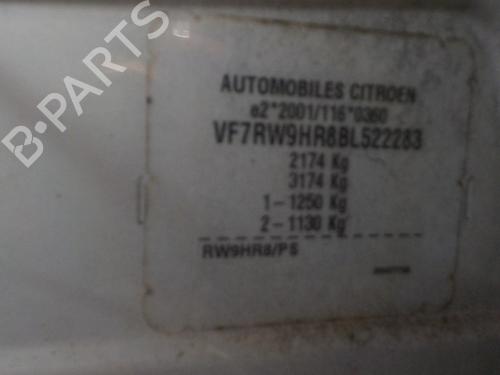 AUTOMOBILES CITROEN
e2*2001/116*0360
VF7RW9HR8BL522283
2174 Kg
3174 Kg
1 - 1250 Kg
2 - 1130 Kg
RW9HR8/PS
B-PARTS